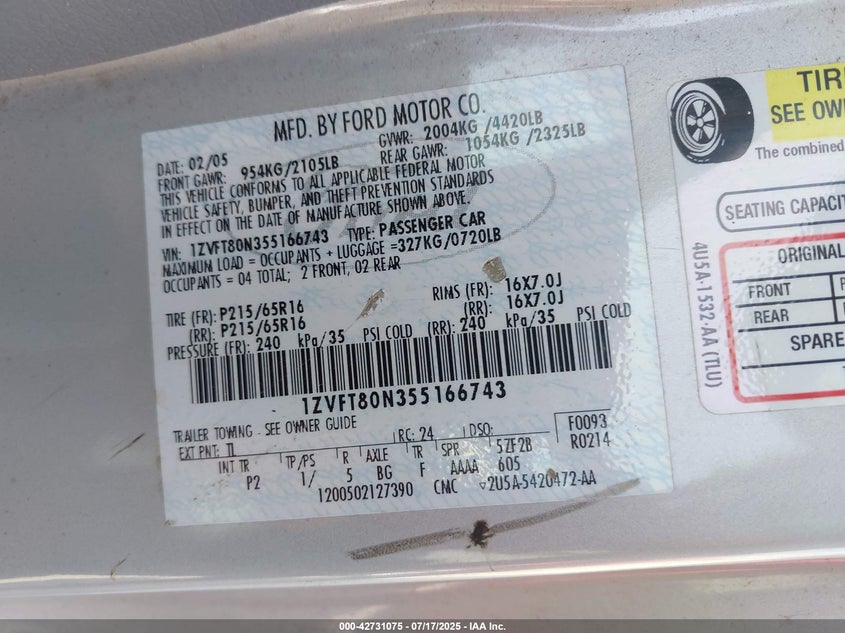 MFD. BY FORD MOTOR CO.
DATE: 02/05 GVWR: 2004KG /4420LB
FRONT GAWR: 954KG/2105LB REAR GAWR: 1054KG /2325LB
THIS VEHICLE CONFORMS TO ALL APPLICABLE FEDERAL MOTOR
VEHICLE SAFETY, BUMPER, AND THEFT PREVENTION STANDARDS
IN EFFECT ON THE DATE OF MANUFACTURE SHOWN ABOVE.
VIN: 1ZVFT80N355166743 TYPE: PASSENGER CAR
MAXIMUM LOAD = OCCUPANTS + LUGGAGE =327KG/0720LB
OCCUPANTS = 04 TOTAL; 2 FRONT, 02 REAR
TIRE (FR): P215/65R16 RIMS (FR): 16X7.0J
(RR): P215/65R16 (RR): 16X7.0J
PRESSURE (FR): 240 kPa/35 PSI COLD (RR): 240 kPa/35 PSI COLD
1ZVFT80N355166743
TRAILER TOWING - SEE OWNER GUIDE
F0093
EXT PNT: TL RC: 24 DSO: R0214
INT TR TP/PS R AXLE TR SPR 5ZF2B
P2 1/ 5 BG F AAAA 605
1200502127390 CMC 2U5A-5420472-AA
TIR
SEE OW
The combined
SEATING CAPACIT
ORIGINAL
FRONT
REAR
SPARE
4U5A-1532-AA (TLU)
000-42731075 — 07/17/2025 - IAA Inc.